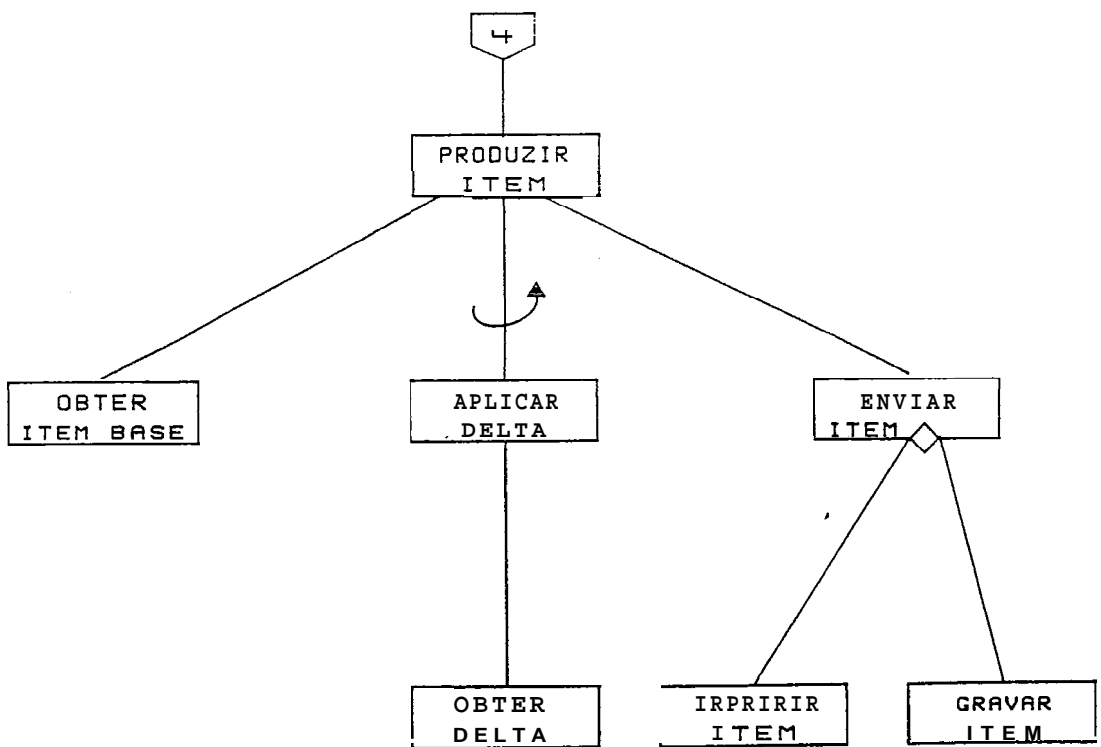 4
PRODUZIR
ITEM
OBTER
ITEM BASE
APLICAR
DELTA
ENVIAR
ITEM
OBTER
DELTA
IRPRIRIR
ITEM
GRAVAR
ITEM